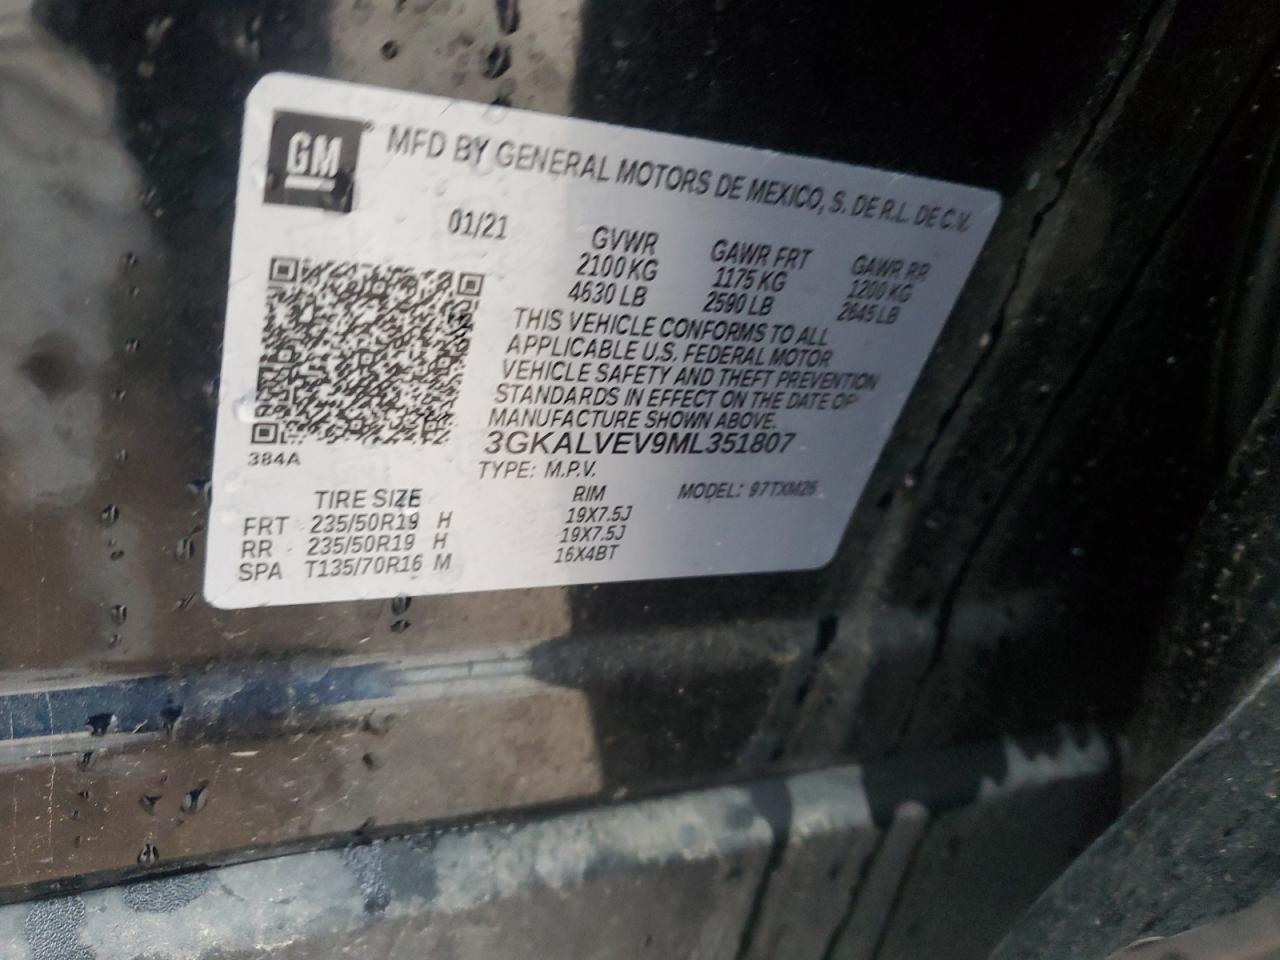 GM® MFD BY GENERAL MOTORS DE MEXICO, S. DE R.L. DE C.V.
01/21
GVWR GAWR FRT GAWR RR
2100 KG 1175 KG 1200 KG
4630 LB 2590 LB 2645 LB
THIS VEHICLE CONFORMS TO ALL
APPLICABLE U.S. FEDERAL MOTOR
VEHICLE SAFETY AND THEFT PREVENTION
STANDARDS IN EFFECT ON THE DATE OF
MANUFACTURE SHOWN ABOVE.
3GKALVEV9ML351807
384A
TYPE: M.P.V.
TIRE SIZE RIM MODEL: 97TXM26
FRT 235/50R19 H 19X7.5J
RR 235/50R19 H 19X7.5J
SPA T135/70R16 M 16X4BT